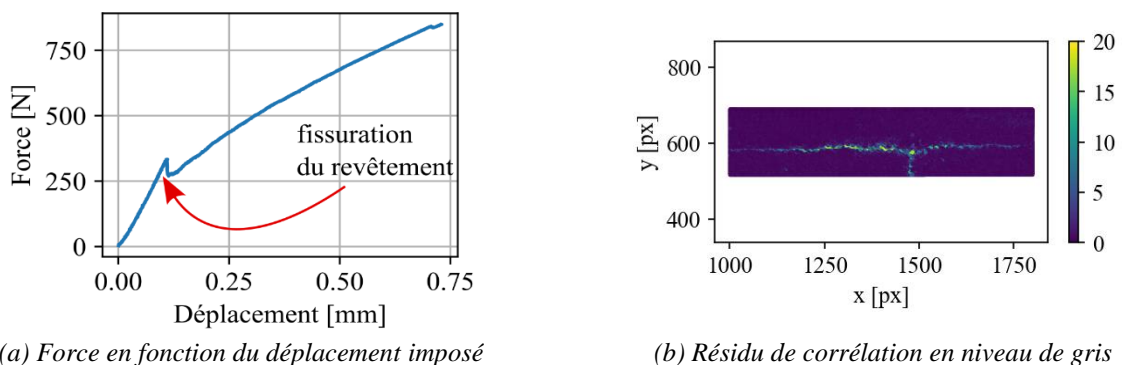 750
500
250
0
Force [N]
fissuration
du revêtement
0.00 0.25 0.50 0.75
Déplacement [mm]
(a) Force en fonction du déplacement imposé
800
600
400
y [px]
1000 1250 1500 1750
x [px]
20
15
10
5
0
(b) Résidu de corrélation en niveau de gris